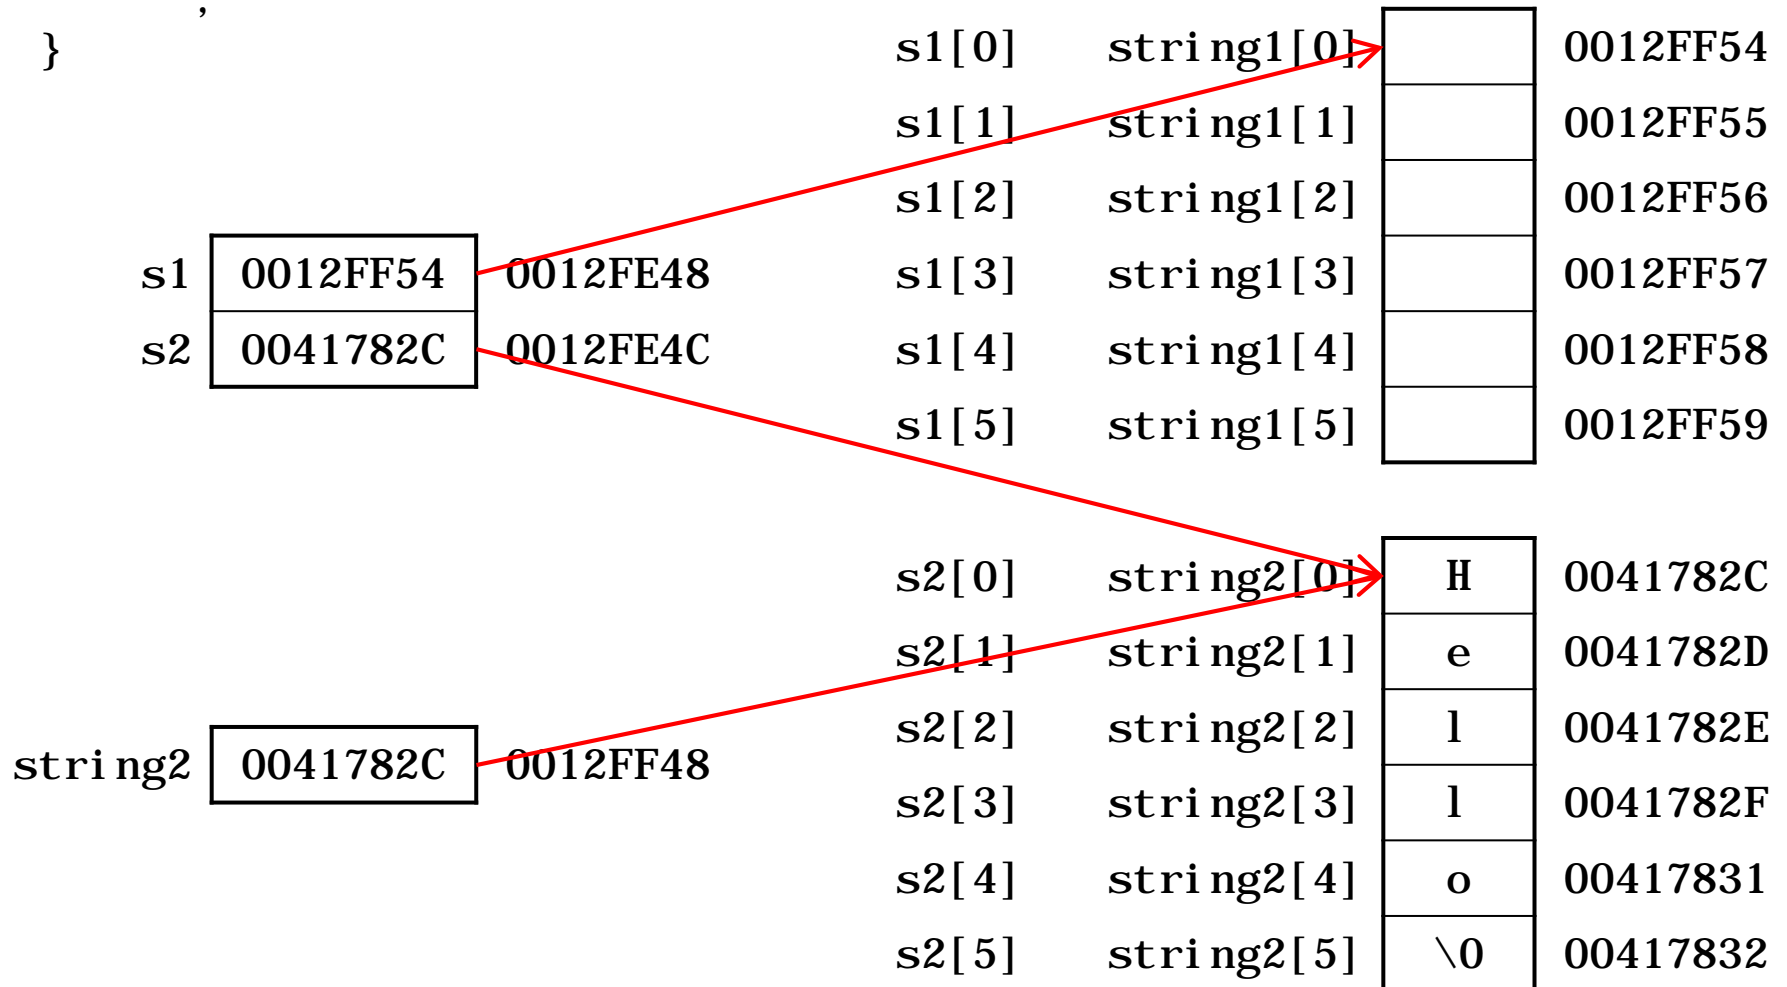 ;
} s1[0] string1[0] 0012FF54
s1[1] string1[1] 0012FF55
s1[2] string1[2] 0012FF56
s1 0012FF54 0012FE48 s1[3] string1[3] 0012FF57
s2 0041782C 0012FE4C s1[4] string1[4] 0012FF58
s1[5] string1[5] 0012FF59
s2[0] string2[0] H 0041782C
s2[1] string2[1] e 0041782D
s2[2] string2[2] l 0041782E
string2 0041782C 0012FF48
s2[3] string2[3] l 0041782F
s2[4] string2[4] o 00417831
s2[5] string2[5] \0 00417832